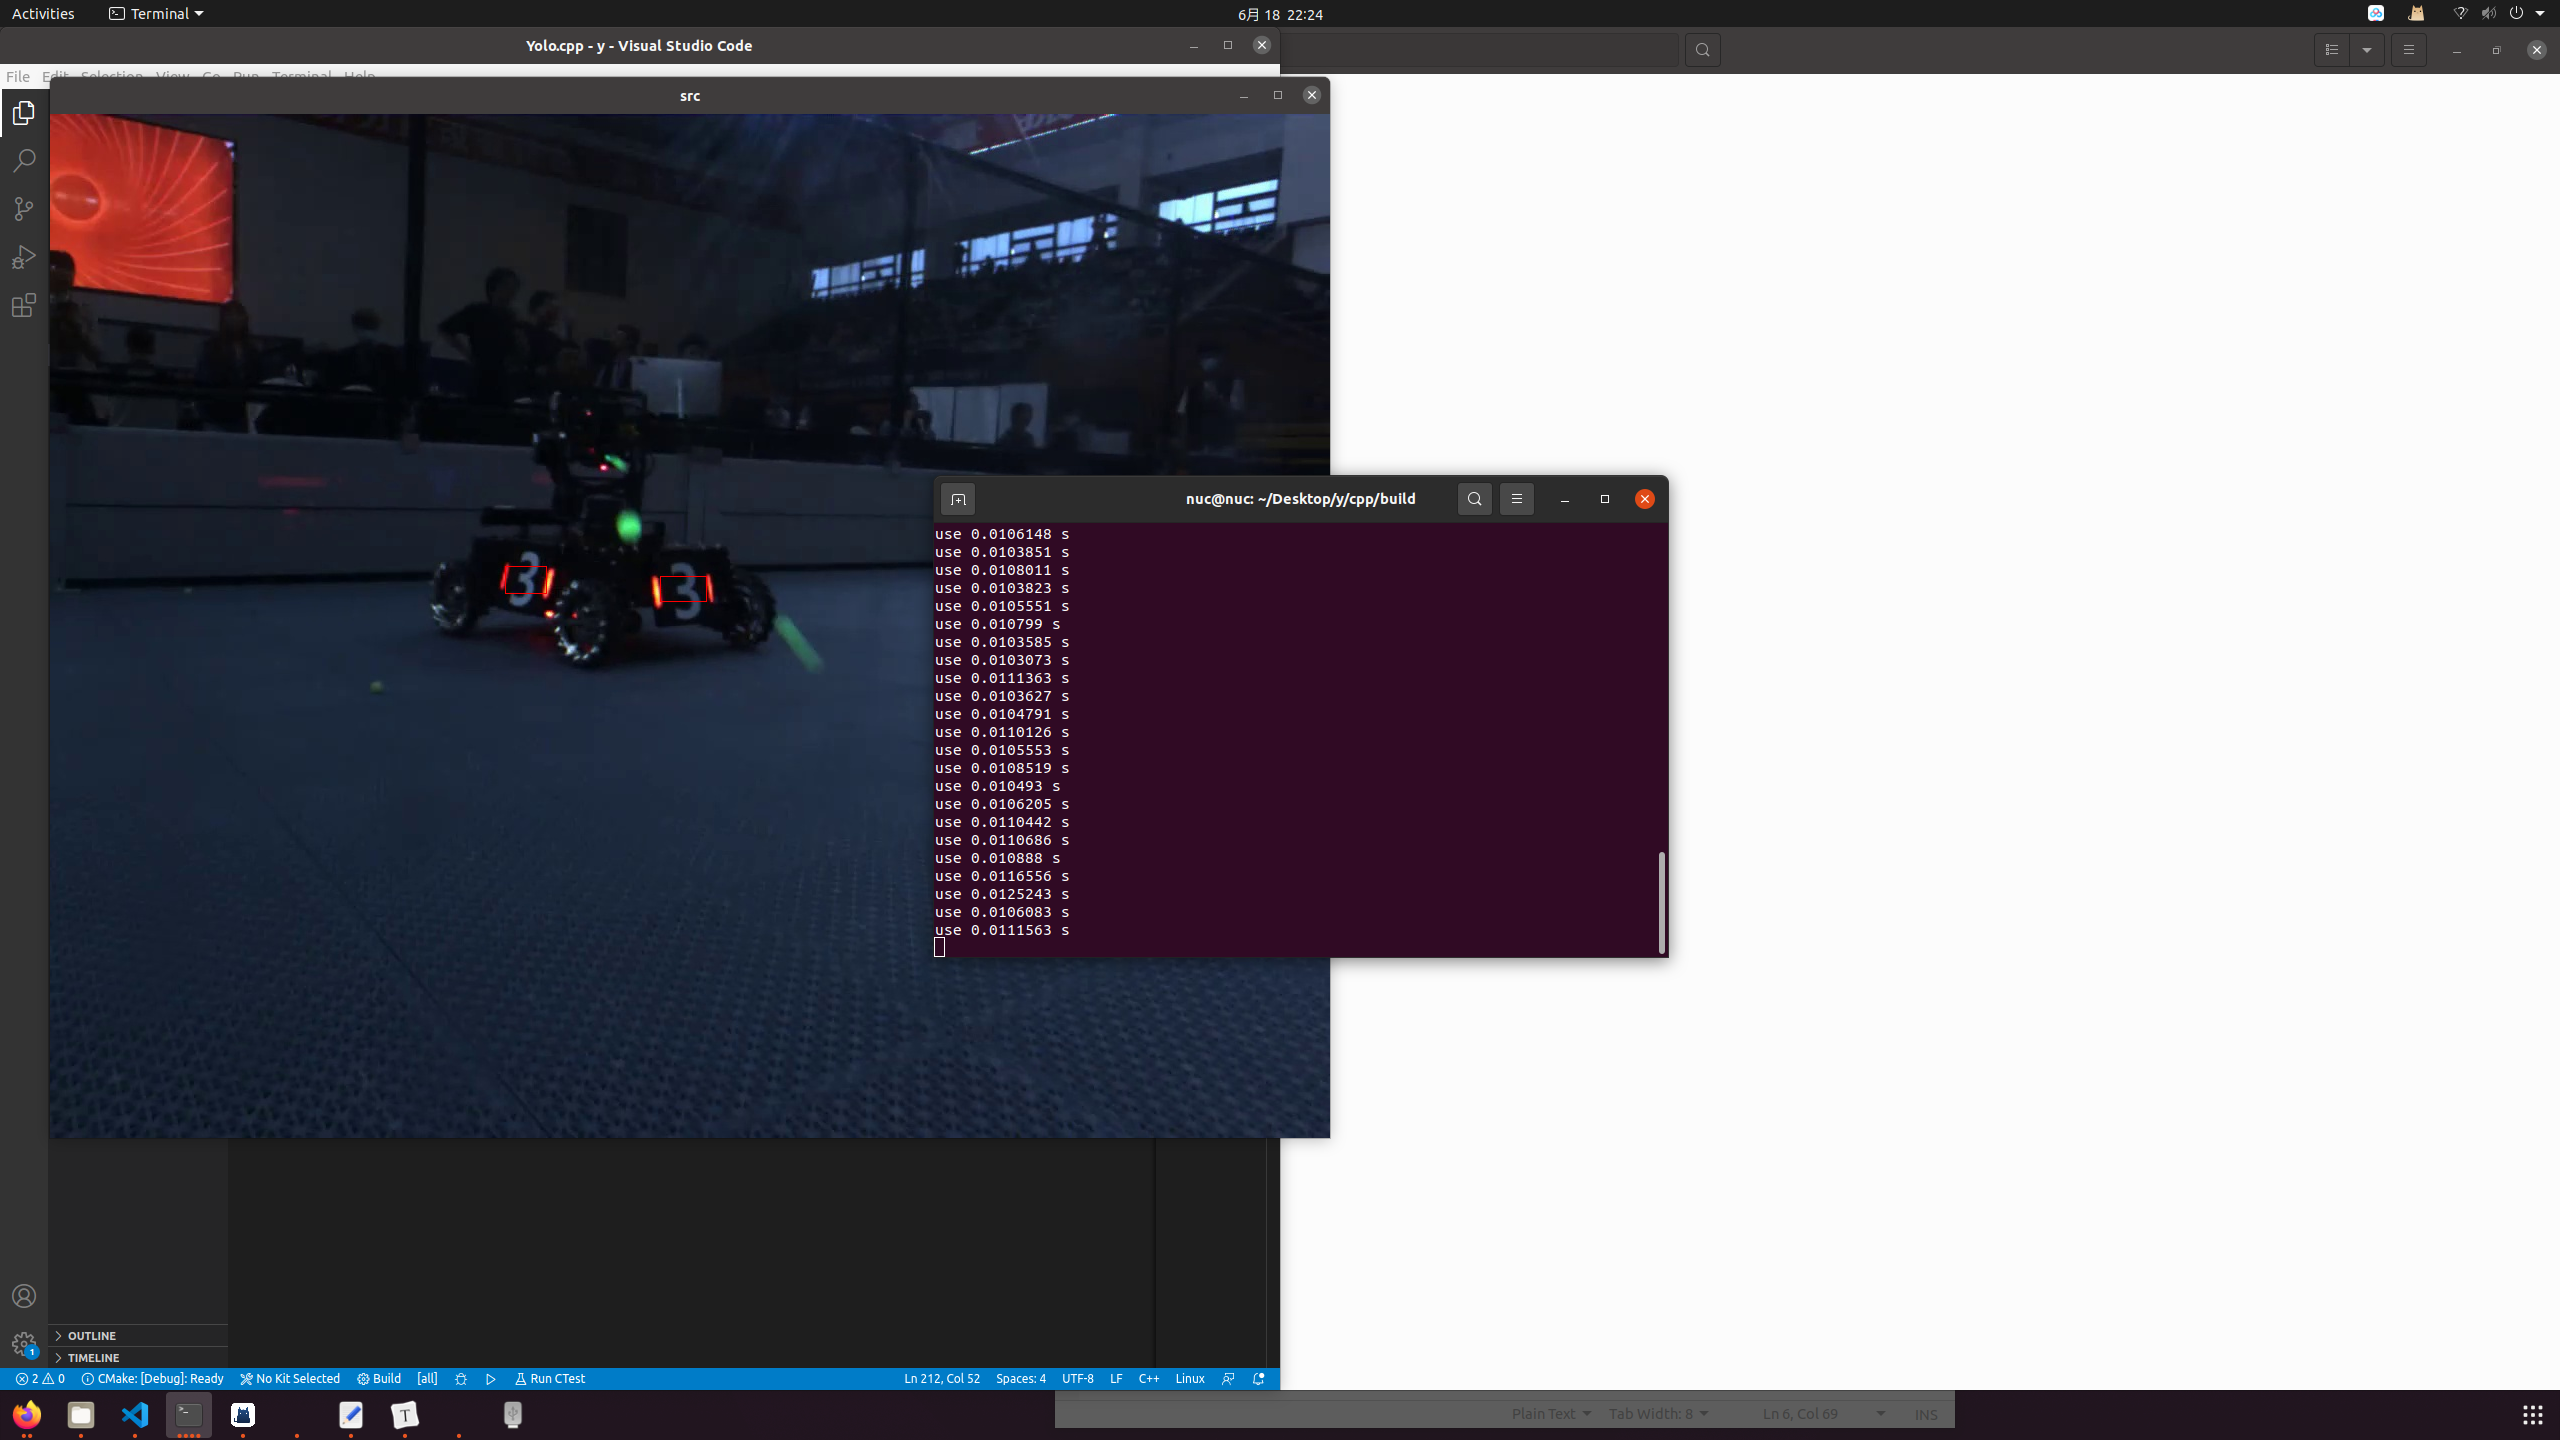 Activities
Terminal
6月 18 22:24
Yolo.cpp - y - Visual Studio Code
File Edit Selection View Go Run Terminal Help
src
3
3
nuc@nuc: ~/Desktop/y/cpp/build
use 0.0106148 s
use 0.0103851 s
use 0.0108011 s
use 0.0103823 s
use 0.0105551 s
use 0.010799 s
use 0.0103585 s
use 0.0103073 s
use 0.0111363 s
use 0.0103627 s
use 0.0104791 s
use 0.0110126 s
use 0.0105553 s
use 0.0108519 s
use 0.010493 s
use 0.0106205 s
use 0.0110442 s
use 0.0110686 s
use 0.010888 s
use 0.0116556 s
use 0.0125243 s
use 0.0106083 s
use 0.0111563 s
OUTLINE
1
TIMELINE
2 0 CMake: [Debug]: Ready No Kit Selected Build [all] Run CTest Ln 212, Col 52 Spaces: 4 UTF-8 LF C++ Linux
Plain Text Tab Width: 8 Ln 6, Col 69 INS